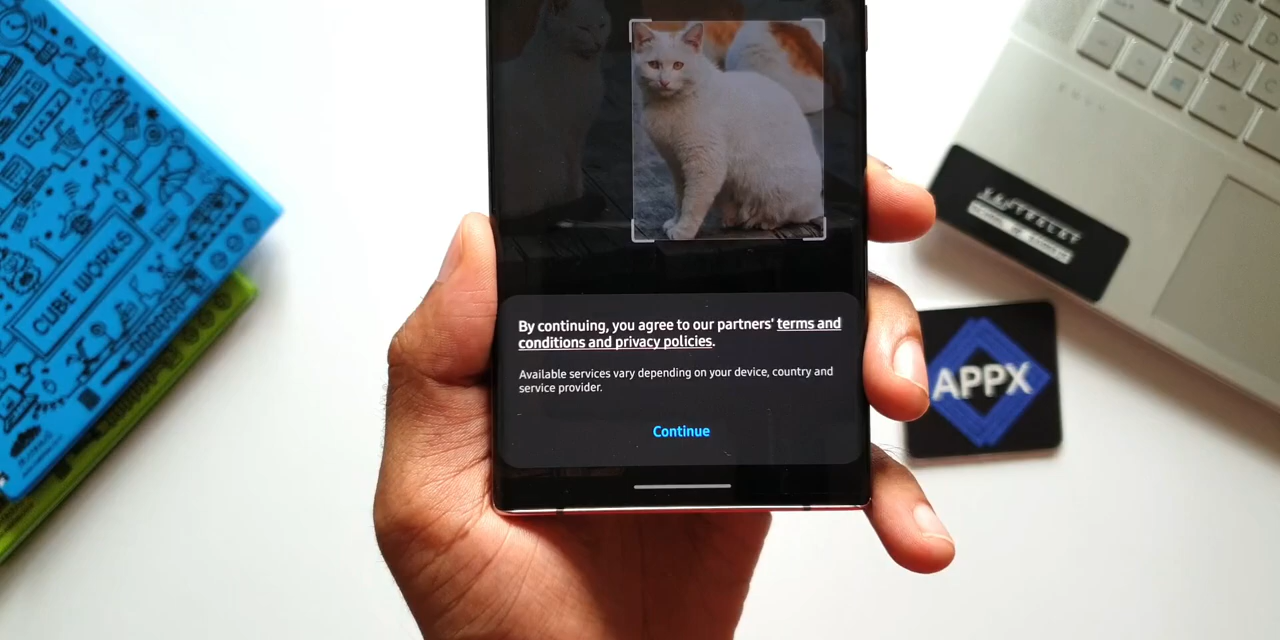 By continuing, you agree to our partners' terms and
conditions and privacy policies.
Available services vary depending on your device, country and
service provider.
Continue
CUBE WORKS
APPX